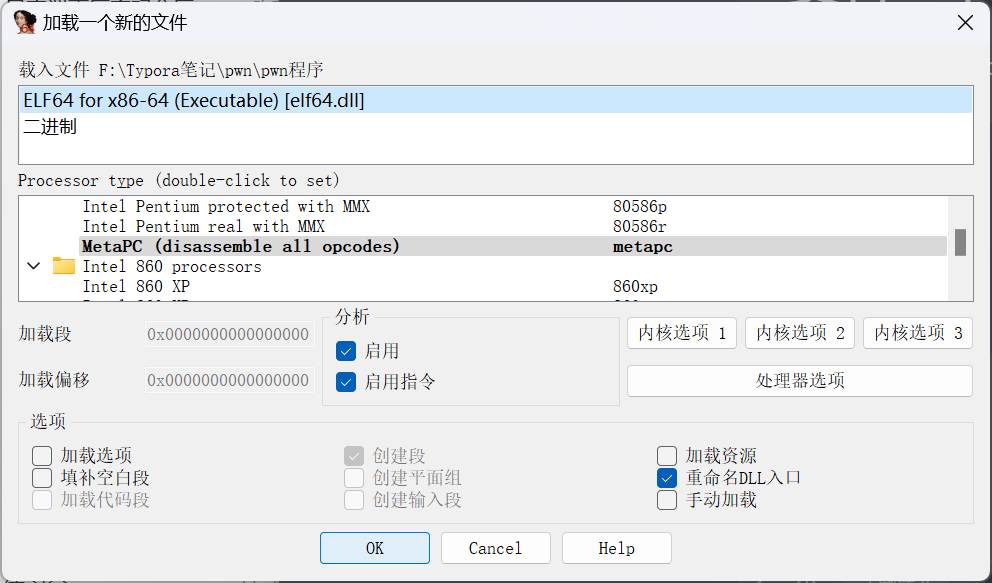 加载一个新的文件
载入文件 F:\Typora笔记\pwn\pwn程序
ELF64 for x86-64 (Executable) [elf64.dll]
二进制
Processor type (double-click to set)
Intel Pentium protected with MMX 80586p
Intel Pentium real with MMX 80586r
MetaPC (disassemble all opcodes) metapc
Intel 860 processors
Intel 860 XP 860xp
加载段 0x0000000000000000
加载偏移 0x0000000000000000
分析
启用
启用指令
内核选项 1 内核选项 2 内核选项 3
处理器选项
选项
加载选项 创建段 加载资源
填补空白段 创建平面组 重命名DLL入口
加载代码段 创建输入段 手动加载
OK Cancel Help